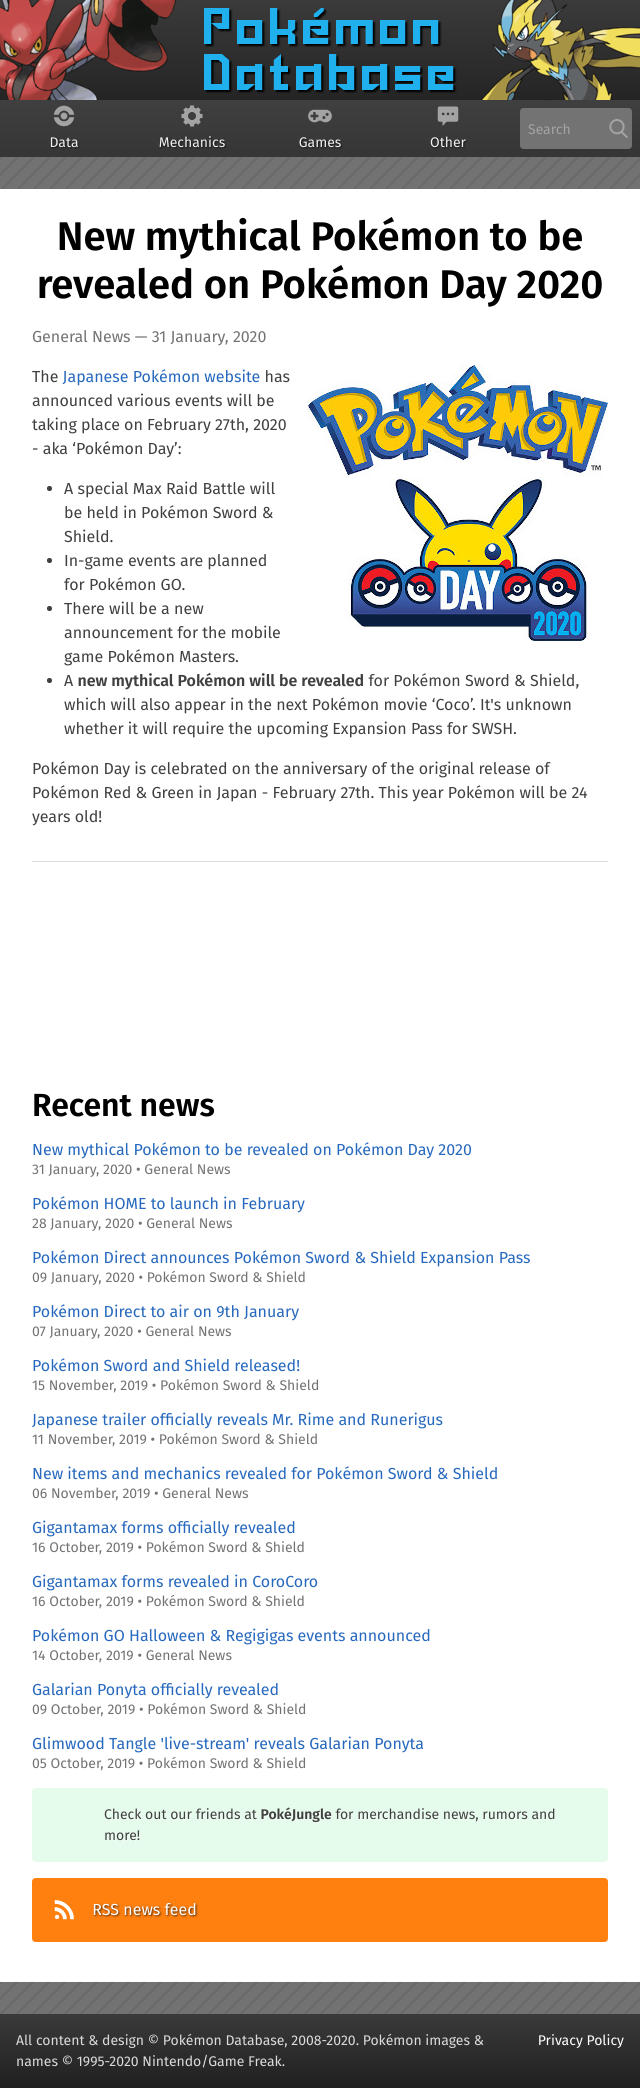 Pokémon
Database
Data
Mechanics
Games
Other
Search
New mythical Pokémon to be
revealed on Pokémon Day 2020
General News — 31 January, 2020
The Japanese Pokémon website has
announced various events will be
taking place on February 27th, 2020
- aka ‘Pokémon Day’:
• A special Max Raid Battle will
be held in Pokémon Sword &
Shield.
• In-game events are planned
for Pokémon GO.
• There will be a new
announcement for the mobile
game Pokémon Masters.
POKéMON
TM
DAY
2020
• A new mythical Pokémon will be revealed for Pokémon Sword & Shield,
which will also appear in the next Pokémon movie ‘Coco’. It's unknown
whether it will require the upcoming Expansion Pass for SWSH.
Pokémon Day is celebrated on the anniversary of the original release of
Pokémon Red & Green in Japan - February 27th. This year Pokémon will be 24
years old!
Recent news
New mythical Pokémon to be revealed on Pokémon Day 2020
31 January, 2020 • General News
Pokémon HOME to launch in February
28 January, 2020 • General News
Pokémon Direct announces Pokémon Sword & Shield Expansion Pass
09 January, 2020 • Pokémon Sword & Shield
Pokémon Direct to air on 9th January
07 January, 2020 • General News
Pokémon Sword and Shield released!
15 November, 2019 • Pokémon Sword & Shield
Japanese trailer officially reveals Mr. Rime and Runerigus
11 November, 2019 • Pokémon Sword & Shield
New items and mechanics revealed for Pokémon Sword & Shield
06 November, 2019 • General News
Gigantamax forms officially revealed
16 October, 2019 • Pokémon Sword & Shield
Gigantamax forms revealed in CoroCoro
16 October, 2019 • Pokémon Sword & Shield
Pokémon GO Halloween & Regigigas events announced
14 October, 2019 • General News
Galarian Ponyta officially revealed
09 October, 2019 • Pokémon Sword & Shield
Glimwood Tangle 'live-stream' reveals Galarian Ponyta
05 October, 2019 • Pokémon Sword & Shield
Check out our friends at PokéJungle for merchandise news, rumors and
more!
RSS news feed
All content & design © Pokémon Database, 2008-2020. Pokémon images &
names © 1995-2020 Nintendo/Game Freak.
Privacy Policy